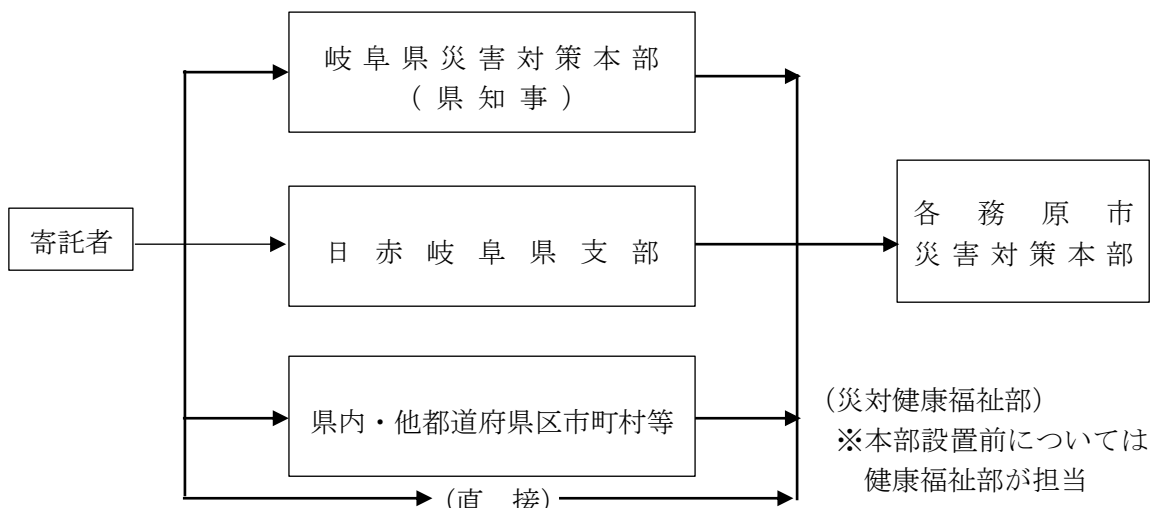 岐阜県災害対策本部
(県知事)
寄託者
日赤岐阜県支部
各務原市
災害対策本部
県内・他都道府県区市町村等
(災対健康福祉部)
※本部設置前については
健康福祉部が担当
(直 接)